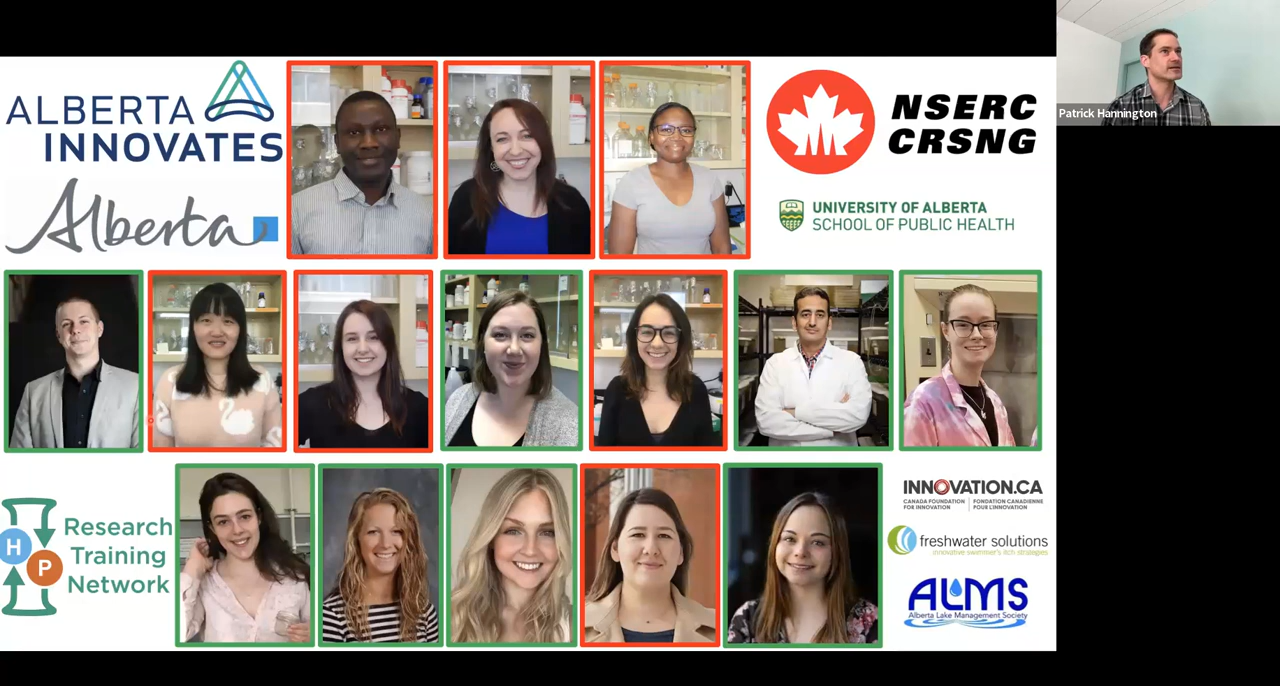 ALBERTA
INNOVATES
Alberta
NSERC
CRSNG
UNIVERSITY OF ALBERTA
SCHOOL OF PUBLIC HEALTH
Patrick Hannington
H
P
Research
Training
Network
INNOVATION.CA
CANADA FOUNDATION
FOR INNOVATION
FONDATION CANADIENNE
POUR L'INNOVATION
freshwater solutions
innovative swimmer's itch strategies
ALMS
Alberta Lake Management Society